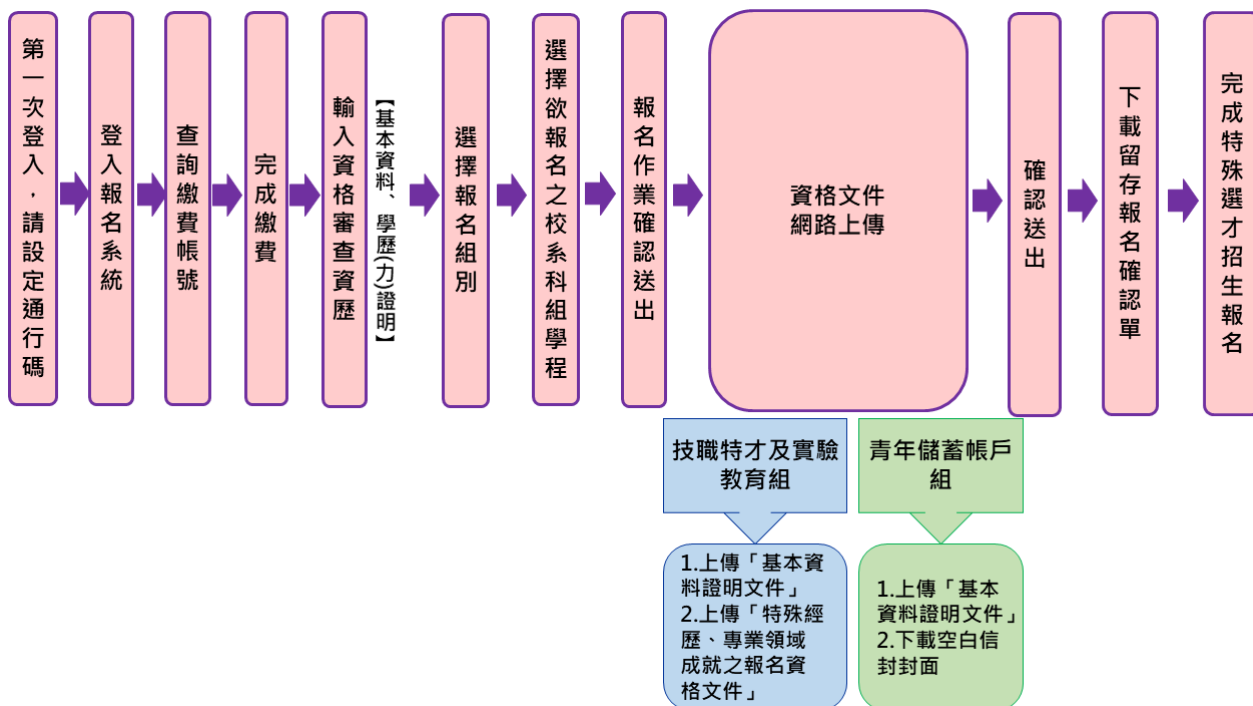 第一次登入，請設定通行碼
登入報名系統
查詢繳費帳號
完成繳費
輸入資格審查資歷
【基本資料、學歷(力)證明】
選擇報名組別
選擇欲報名之校系科組學程
報名作業確認送出
資格文件
網路上傳
確認送出
下載留存報名確認單
完成特殊選才招生報名
技職特才及實驗
教育組
1.上傳「基本資
料證明文件」
2.上傳「特殊經
歷、專業領域
成就之報名資
格文件」
青年儲蓄帳戶
組
1.上傳「基本
資料證明文件」
2.下載空白信
封封面